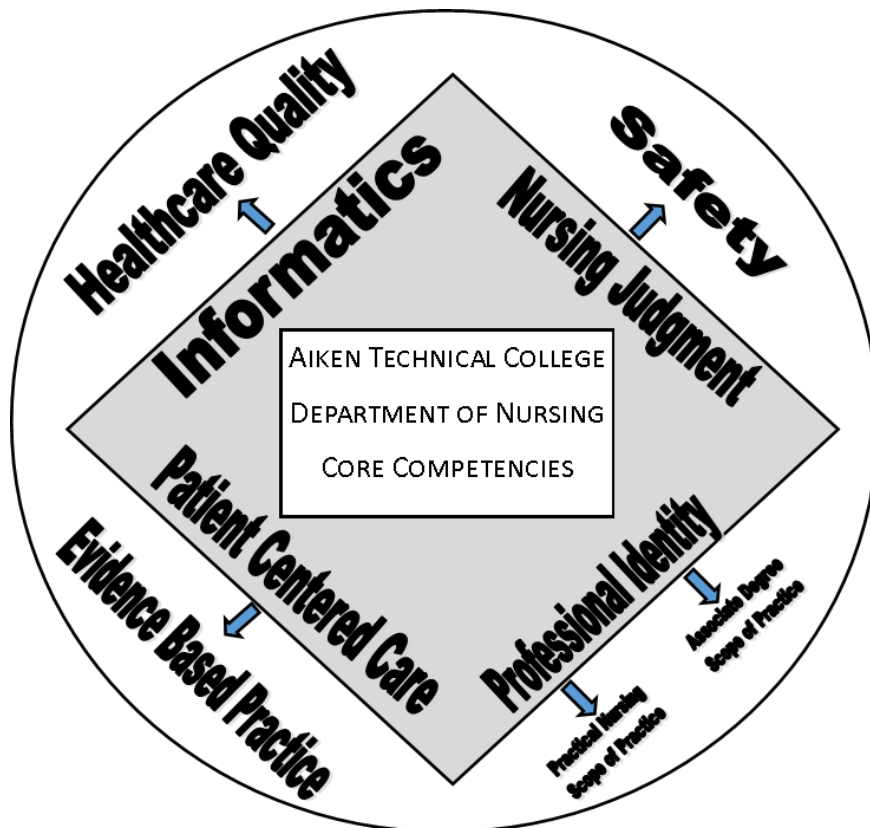 Healthcare Quality
Safety
Informatics
Nursing Judgment
AIKEN TECHNICAL COLLEGE
DEPARTMENT OF NURSING
CORE COMPETENCIES
Patient Centered Care
Professional Identity
Evidence Based Practice
Practical Nursing
Scope of Practice
Associate Degree
Scope of Practice